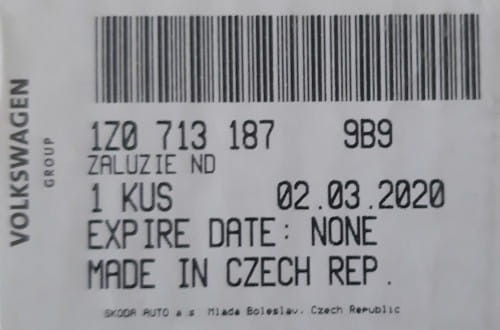 VOLKSWAGEN
GROUP
1Z0 713 187 9B9
ZALUZIE ND
1 KUS 02.03.2020
EXPIRE DATE: NONE
MADE IN CZECH REP.
SKODA AUTO a.s Mlada Boleslav, Czech Republic